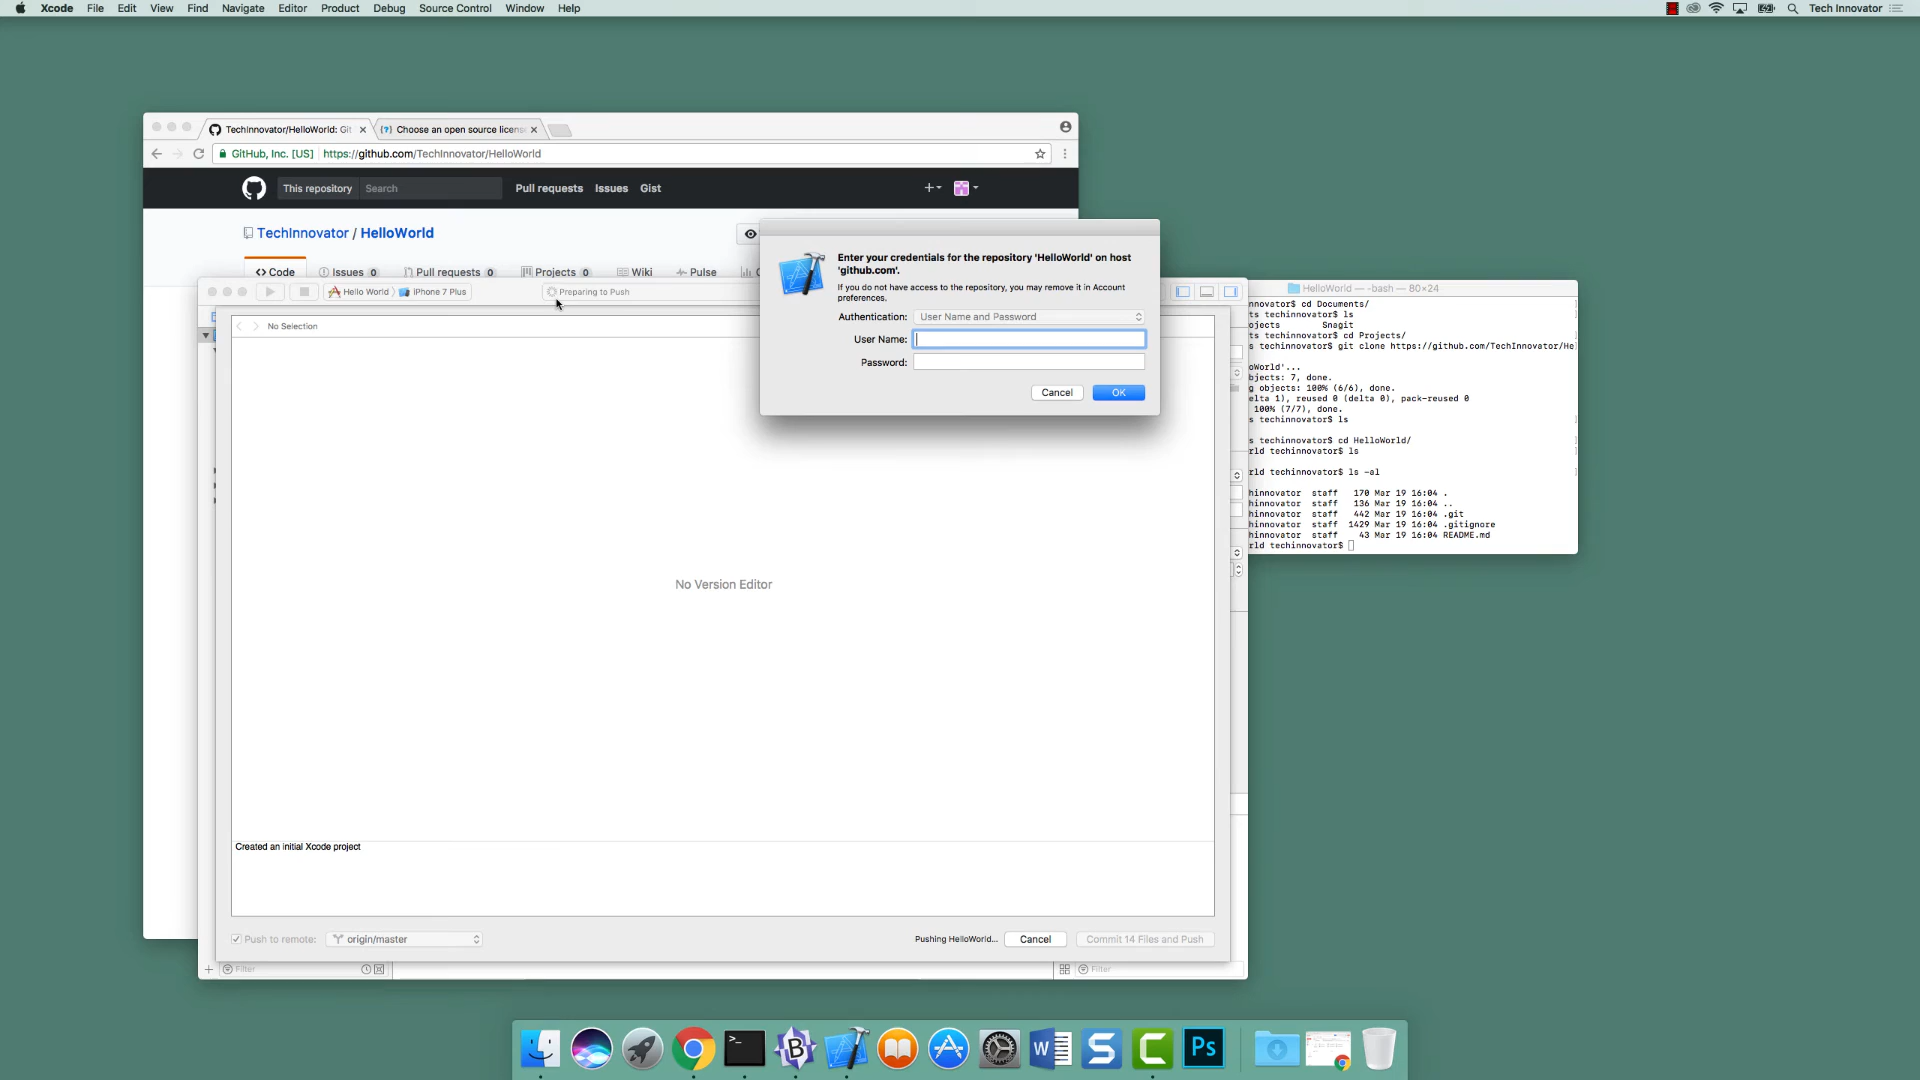 Xcode File Edit View Find Navigate Editor Product Debug Source Control Window Help
Tech Innovator
TechInnovator/HelloWorld: Git
Choose an open source license
GitHub, Inc. [US] https://github.com/TechInnovator/HelloWorld
This repository Search Pull requests Issues Gist
TechInnovator / HelloWorld
Code Issues 0 Pull requests 0 Projects 0 Wiki Pulse
Hello World iPhone 7 Plus Preparing to Push
No Selection
Enter your credentials for the repository 'HelloWorld' on host
'github.com'.
If you do not have access to the repository, you may remove it in Account
preferences.
Authentication: User Name and Password
User Name:
Password:
Cancel OK
No Version Editor
Created an initial Xcode project
Push to remote: origin/master Pushing HelloWorld... Cancel Commit 14 Files and Push
Filter Filter
HelloWorld — -bash — 80×24
nnovator$ cd Documents/
ts techinnovator$ ls
ojects Snagit
ts techinnovator$ cd Projects/
s techinnovator$ git clone https://github.com/TechInnovator/He
oWorld'...
bjects: 7, done.
g objects: 100% (6/6), done.
elta 1), reused 0 (delta 0), pack-reused 0
100% (7/7), done.
s techinnovator$ ls
s techinnovator$ cd HelloWorld/
rld techinnovator$ ls
rld techinnovator$ ls -al
hinnovator staff 170 Mar 19 16:04 .
hinnovator staff 136 Mar 19 16:04 ..
hinnovator staff 442 Mar 19 16:04 .git
hinnovator staff 1429 Mar 19 16:04 .gitignore
hinnovator staff 43 Mar 19 16:04 README.md
rld techinnovator$
>_ B W S C Ps